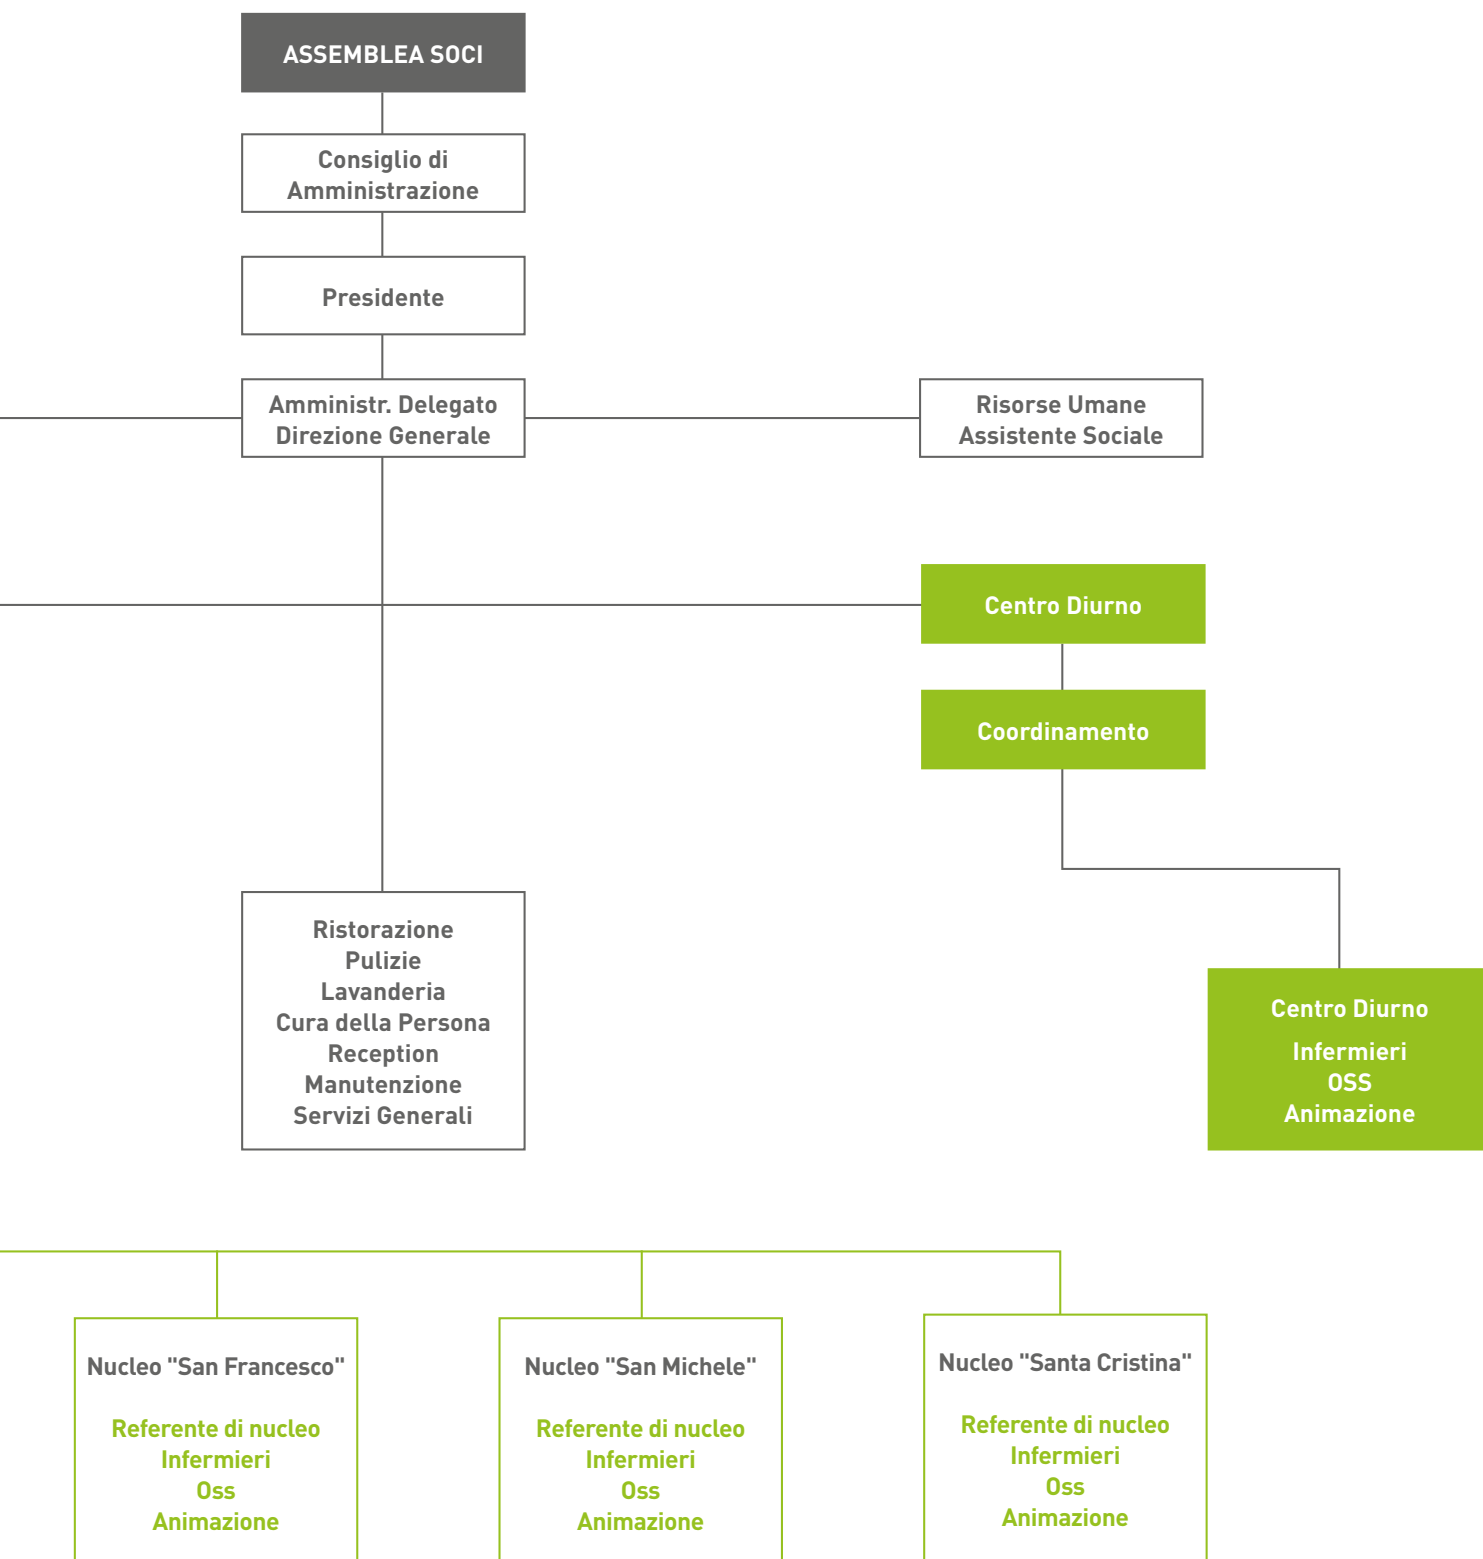 ASSEMBLEA SOCI
Consiglio di
Amministrazione
Presidente
Amministr. Delegato
Direzione Generale
Risorse Umane
Assistente Sociale
Centro Diurno
Coordinamento
Ristorazione
Pulizie
Lavanderia
Cura della Persona
Reception
Manutenzione
Servizi Generali
Centro Diurno
Infermieri
OSS
Animazione
Nucleo "San Francesco"
Referente di nucleo
Infermieri
Oss
Animazione
Nucleo "San Michele"
Referente di nucleo
Infermieri
Oss
Animazione
Nucleo "Santa Cristina"
Referente di nucleo
Infermieri
Oss
Animazione